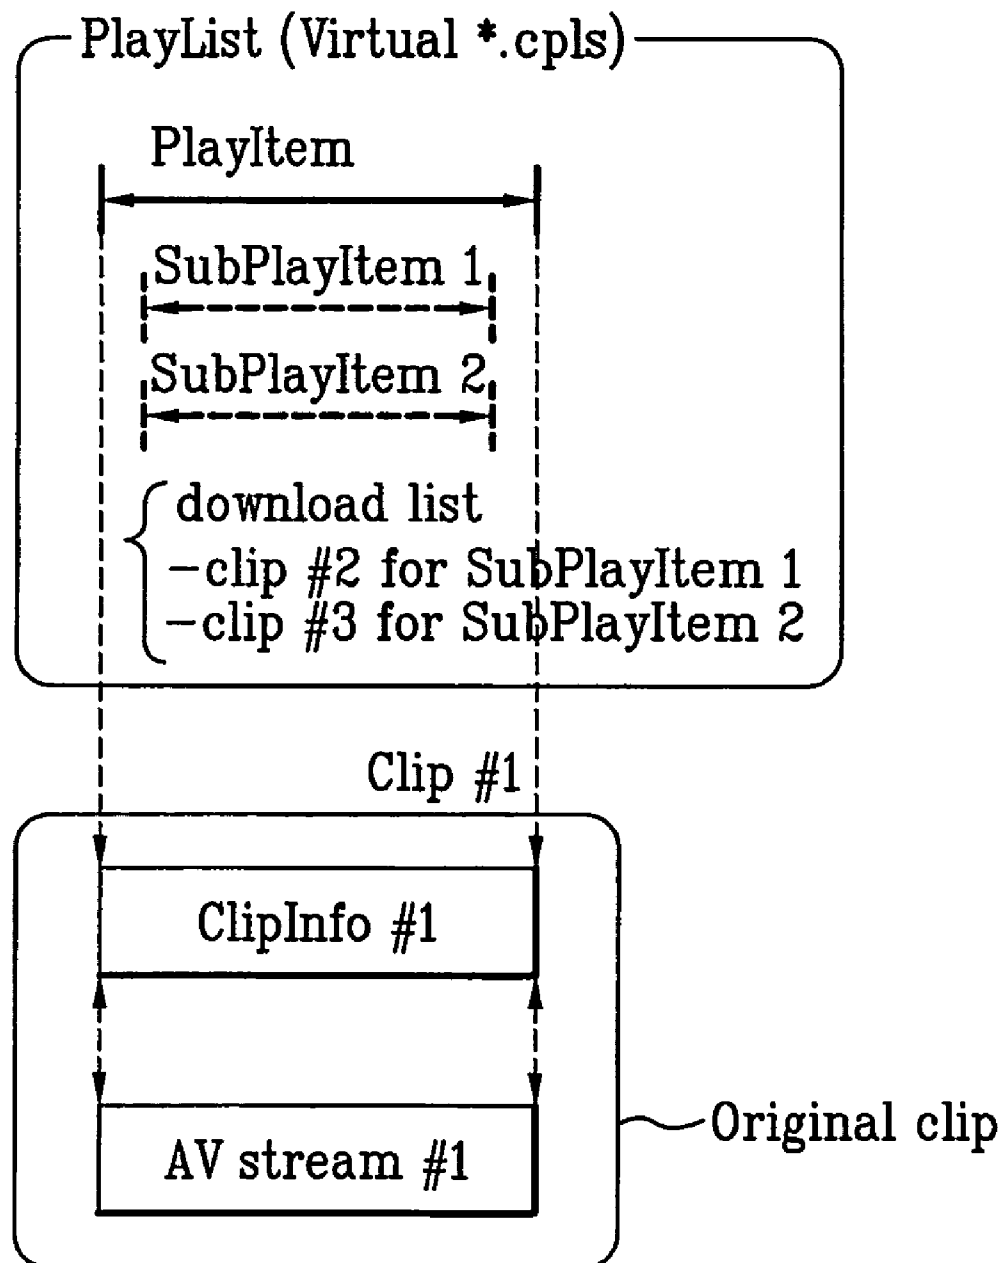 PlayList (Virtual *.cpls)
PlayItem
SubPlayItem 1
SubPlayItem 2
download list
-clip #2 for SubPlayItem 1
-clip #3 for SubPlayItem 2
Clip #1
ClipInfo #1
AV stream #1
Original clip